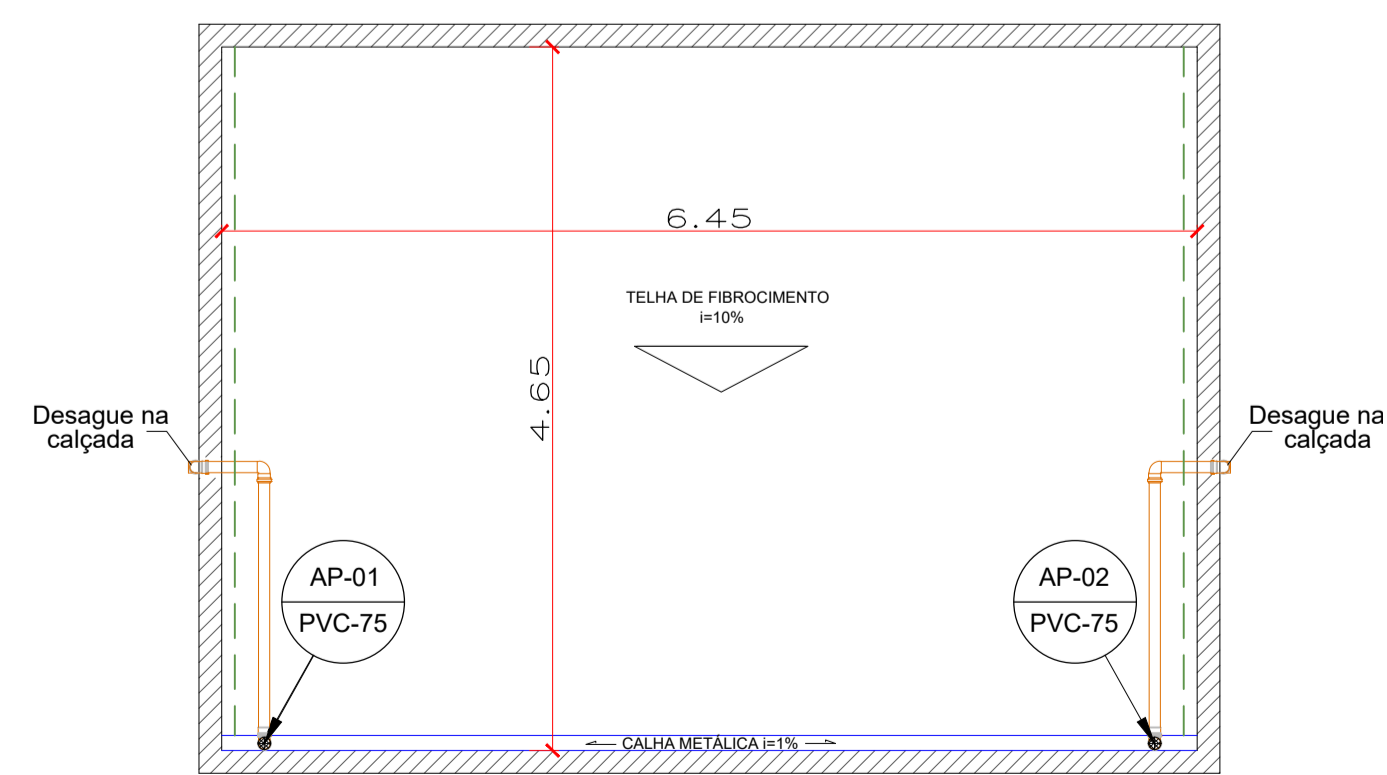 6.45
TELHA DE FIBROCIMENTO
i=10%
4.65
Desague na
calçada
Desague na
calçada
AP-01
PVC-75
AP-02
PVC-75
CALHA METÁLICA i=1%